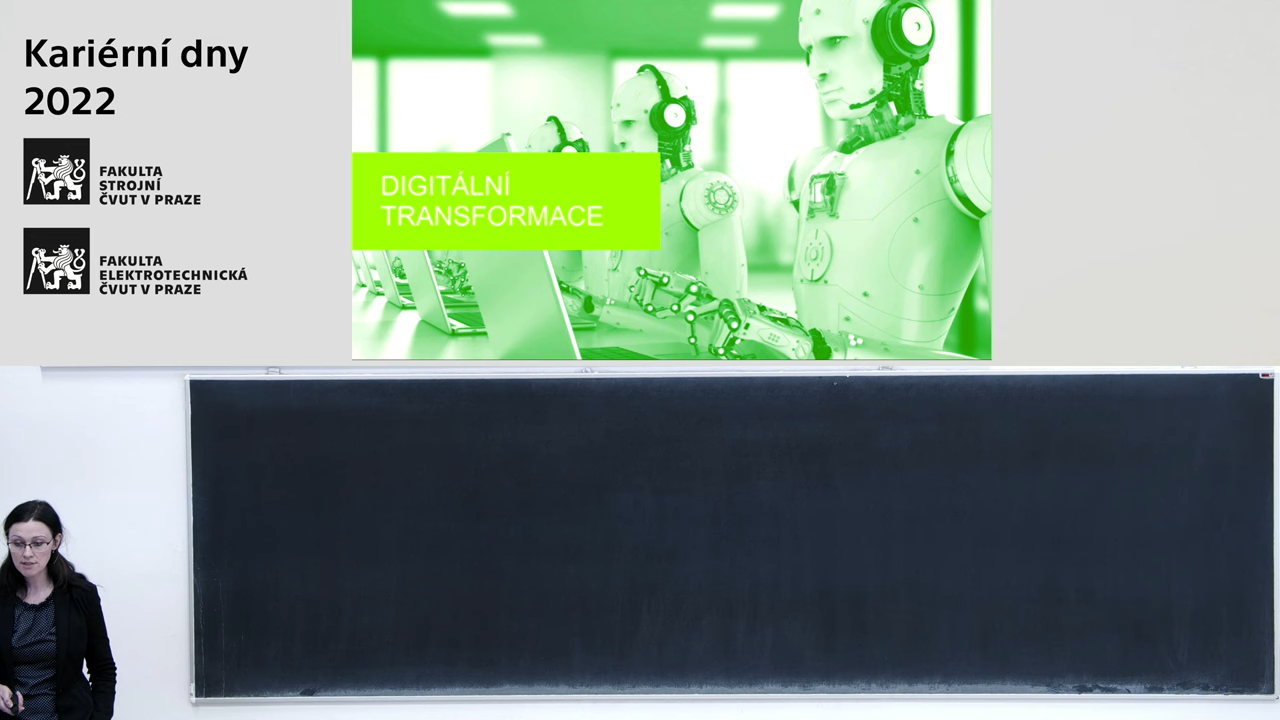 Kariérní dny
2022
FAKULTA
STROJNÍ
ČVUT V PRAZE
FAKULTA
ELEKTROTECHNICKÁ
ČVUT V PRAZE
DIGITÁLNÍ
TRANSFORMACE